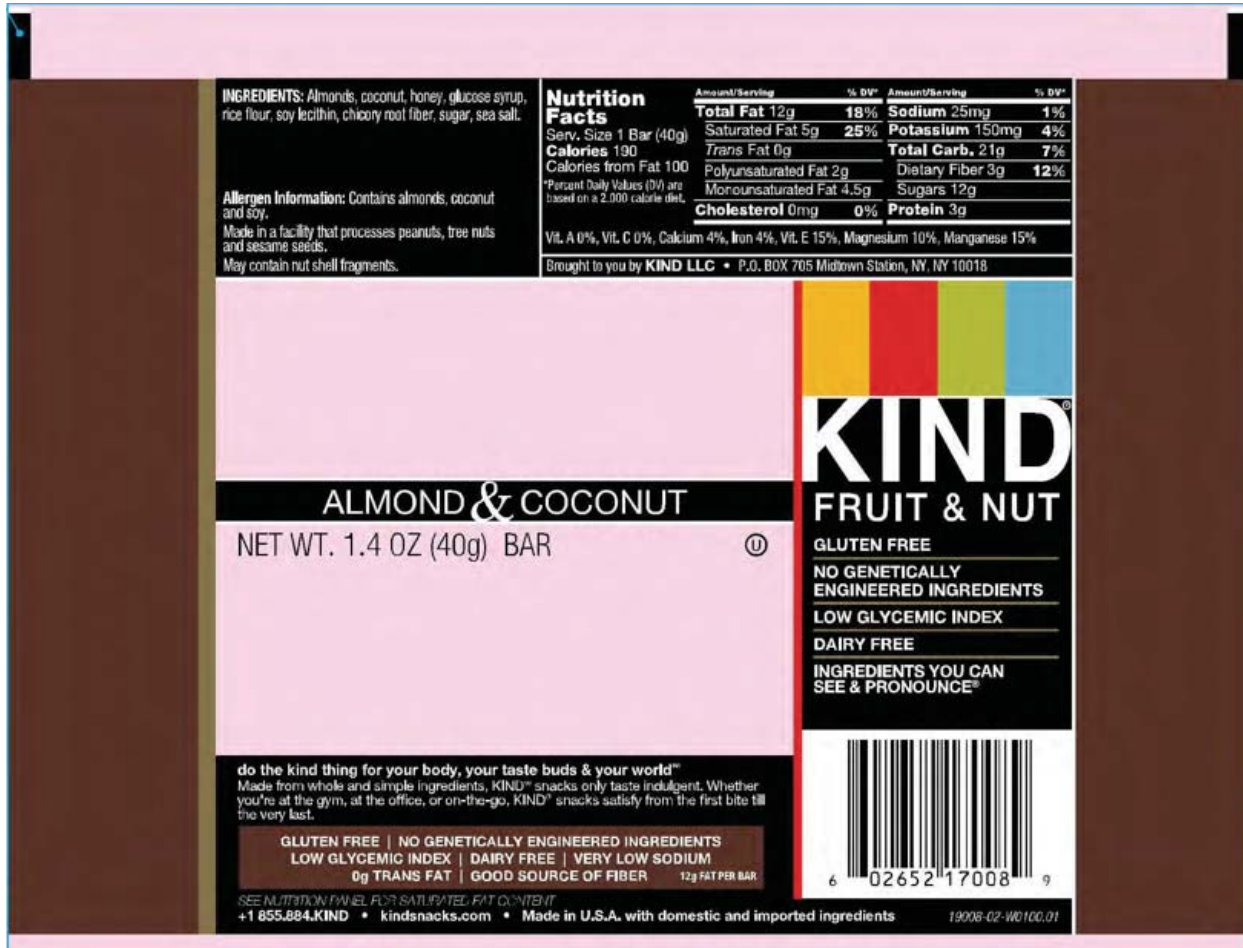 INGREDIENTS: Almonds, coconut, honey, glucose syrup,
rice flour, soy lecithin, chicory root fiber, sugar, sea salt.
Allergen Information: Contains almonds, coconut
and soy.
Made in a facility that processes peanuts, tree nuts
and sesame seeds.
May contain nut shell fragments.
Nutrition
Facts
Serv. Size 1 Bar (40g)
Calories 190
Calories from Fat 100
*Percent Daily Values (DV) are
based on a 2,000 calorie diet.
Amount/Serving % DV*
Total Fat 12g 18%
Saturated Fat 5g 25%
Trans Fat 0g
Polyunsaturated Fat 2g
Monounsaturated Fat 4.5g
Cholesterol 0mg 0%
Amount/Serving % DV*
Sodium 25mg 1%
Potassium 150mg 4%
Total Carb. 21g 7%
Dietary Fiber 3g 12%
Sugars 12g
Protein 3g
Vit. A 0%, Vit. C 0%, Calcium 4%, Iron 4%, Vit. E 15%, Magnesium 10%, Manganese 15%
Brought to you by KIND LLC • P.O. BOX 705 Midtown Station, NY, NY 10018
ALMOND & COCONUT
NET WT. 1.4 OZ (40g) BAR
U
KIND®
FRUIT & NUT
GLUTEN FREE
NO GENETICALLY
ENGINEERED INGREDIENTS
LOW GLYCEMIC INDEX
DAIRY FREE
INGREDIENTS YOU CAN
SEE & PRONOUNCE®
do the kind thing for your body, your taste buds & your world℠
Made from whole and simple ingredients, KIND® snacks only taste indulgent. Whether
you're at the gym, at the office, or on-the-go, KIND® snacks satisfy from the first bite till
the very last.
GLUTEN FREE | NO GENETICALLY ENGINEERED INGREDIENTS
LOW GLYCEMIC INDEX | DAIRY FREE | VERY LOW SODIUM
0g TRANS FAT | GOOD SOURCE OF FIBER 12g FAT PER BAR
SEE NUTRITION PANEL FOR SATURATED FAT CONTENT
+1 855.884.KIND • kindsnacks.com • Made in U.S.A. with domestic and imported ingredients
6 02652 17008 9
19008-02-W0100.01